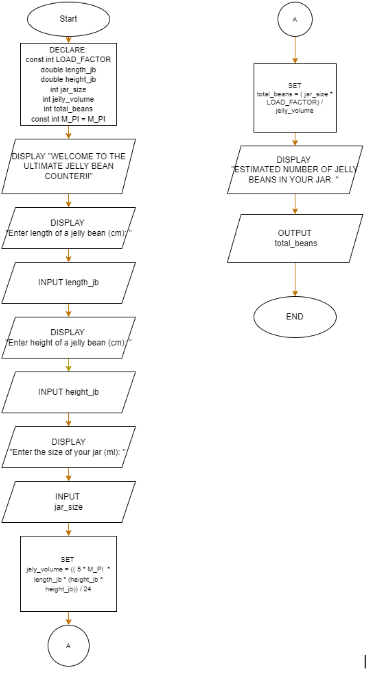 Start
DECLARE:
const int LOAD_FACTOR
double length_jb
double height_jb
int jar_size
int jelly_volume
int total_beans
const int M_PI = M_PI
DISPLAY "WELCOME TO THE
ULTIMATE JELLY BEAN
COUNTER!!"
DISPLAY
"Enter length of a jelly bean (cm): "
INPUT length_jb
DISPLAY
"Enter height of a jelly bean (cm): "
INPUT height_jb
DISPLAY
"Enter the size of your jar (ml): "
INPUT
jar_size
SET
jely_volume = (( 5 * M_PI *
length_jb * (height_jb *
height_jb)) / 24
A
A
SET
total_beans = ( jar_size *
LOAD_FACTOR) /
jelly_volume
DISPLAY
"ESTIMATED NUMBER OF JELLY
BEANS IN YOUR JAR: "
OUTPUT
total_beans
END